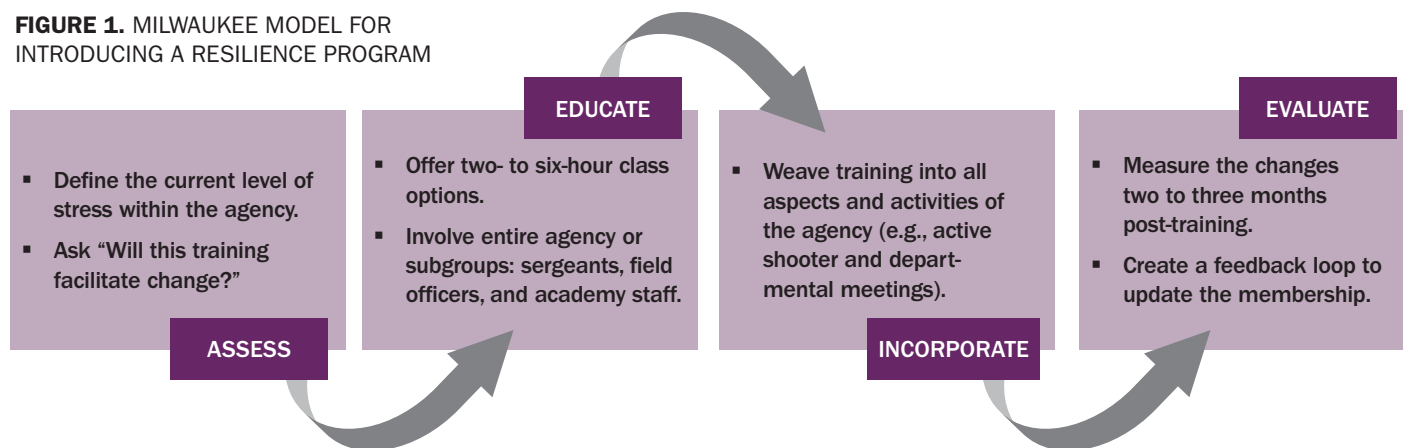 FIGURE 1. MILWAUKEE MODEL FOR
INTRODUCING A RESILIENCE PROGRAM
▪ Define the current level of
stress within the agency.
▪ Ask “Will this training
facilitate change?”
ASSESS
EDUCATE
▪ Offer two- to six-hour class
options.
▪ Involve entire agency or
subgroups: sergeants, field
officers, and academy staff.
▪ Weave training into all
aspects and activities of
the agency (e.g., active
shooter and depart-
mental meetings).
INCORPORATE
EVALUATE
▪ Measure the changes
two to three months
post-training.
▪ Create a feedback loop to
update the membership.